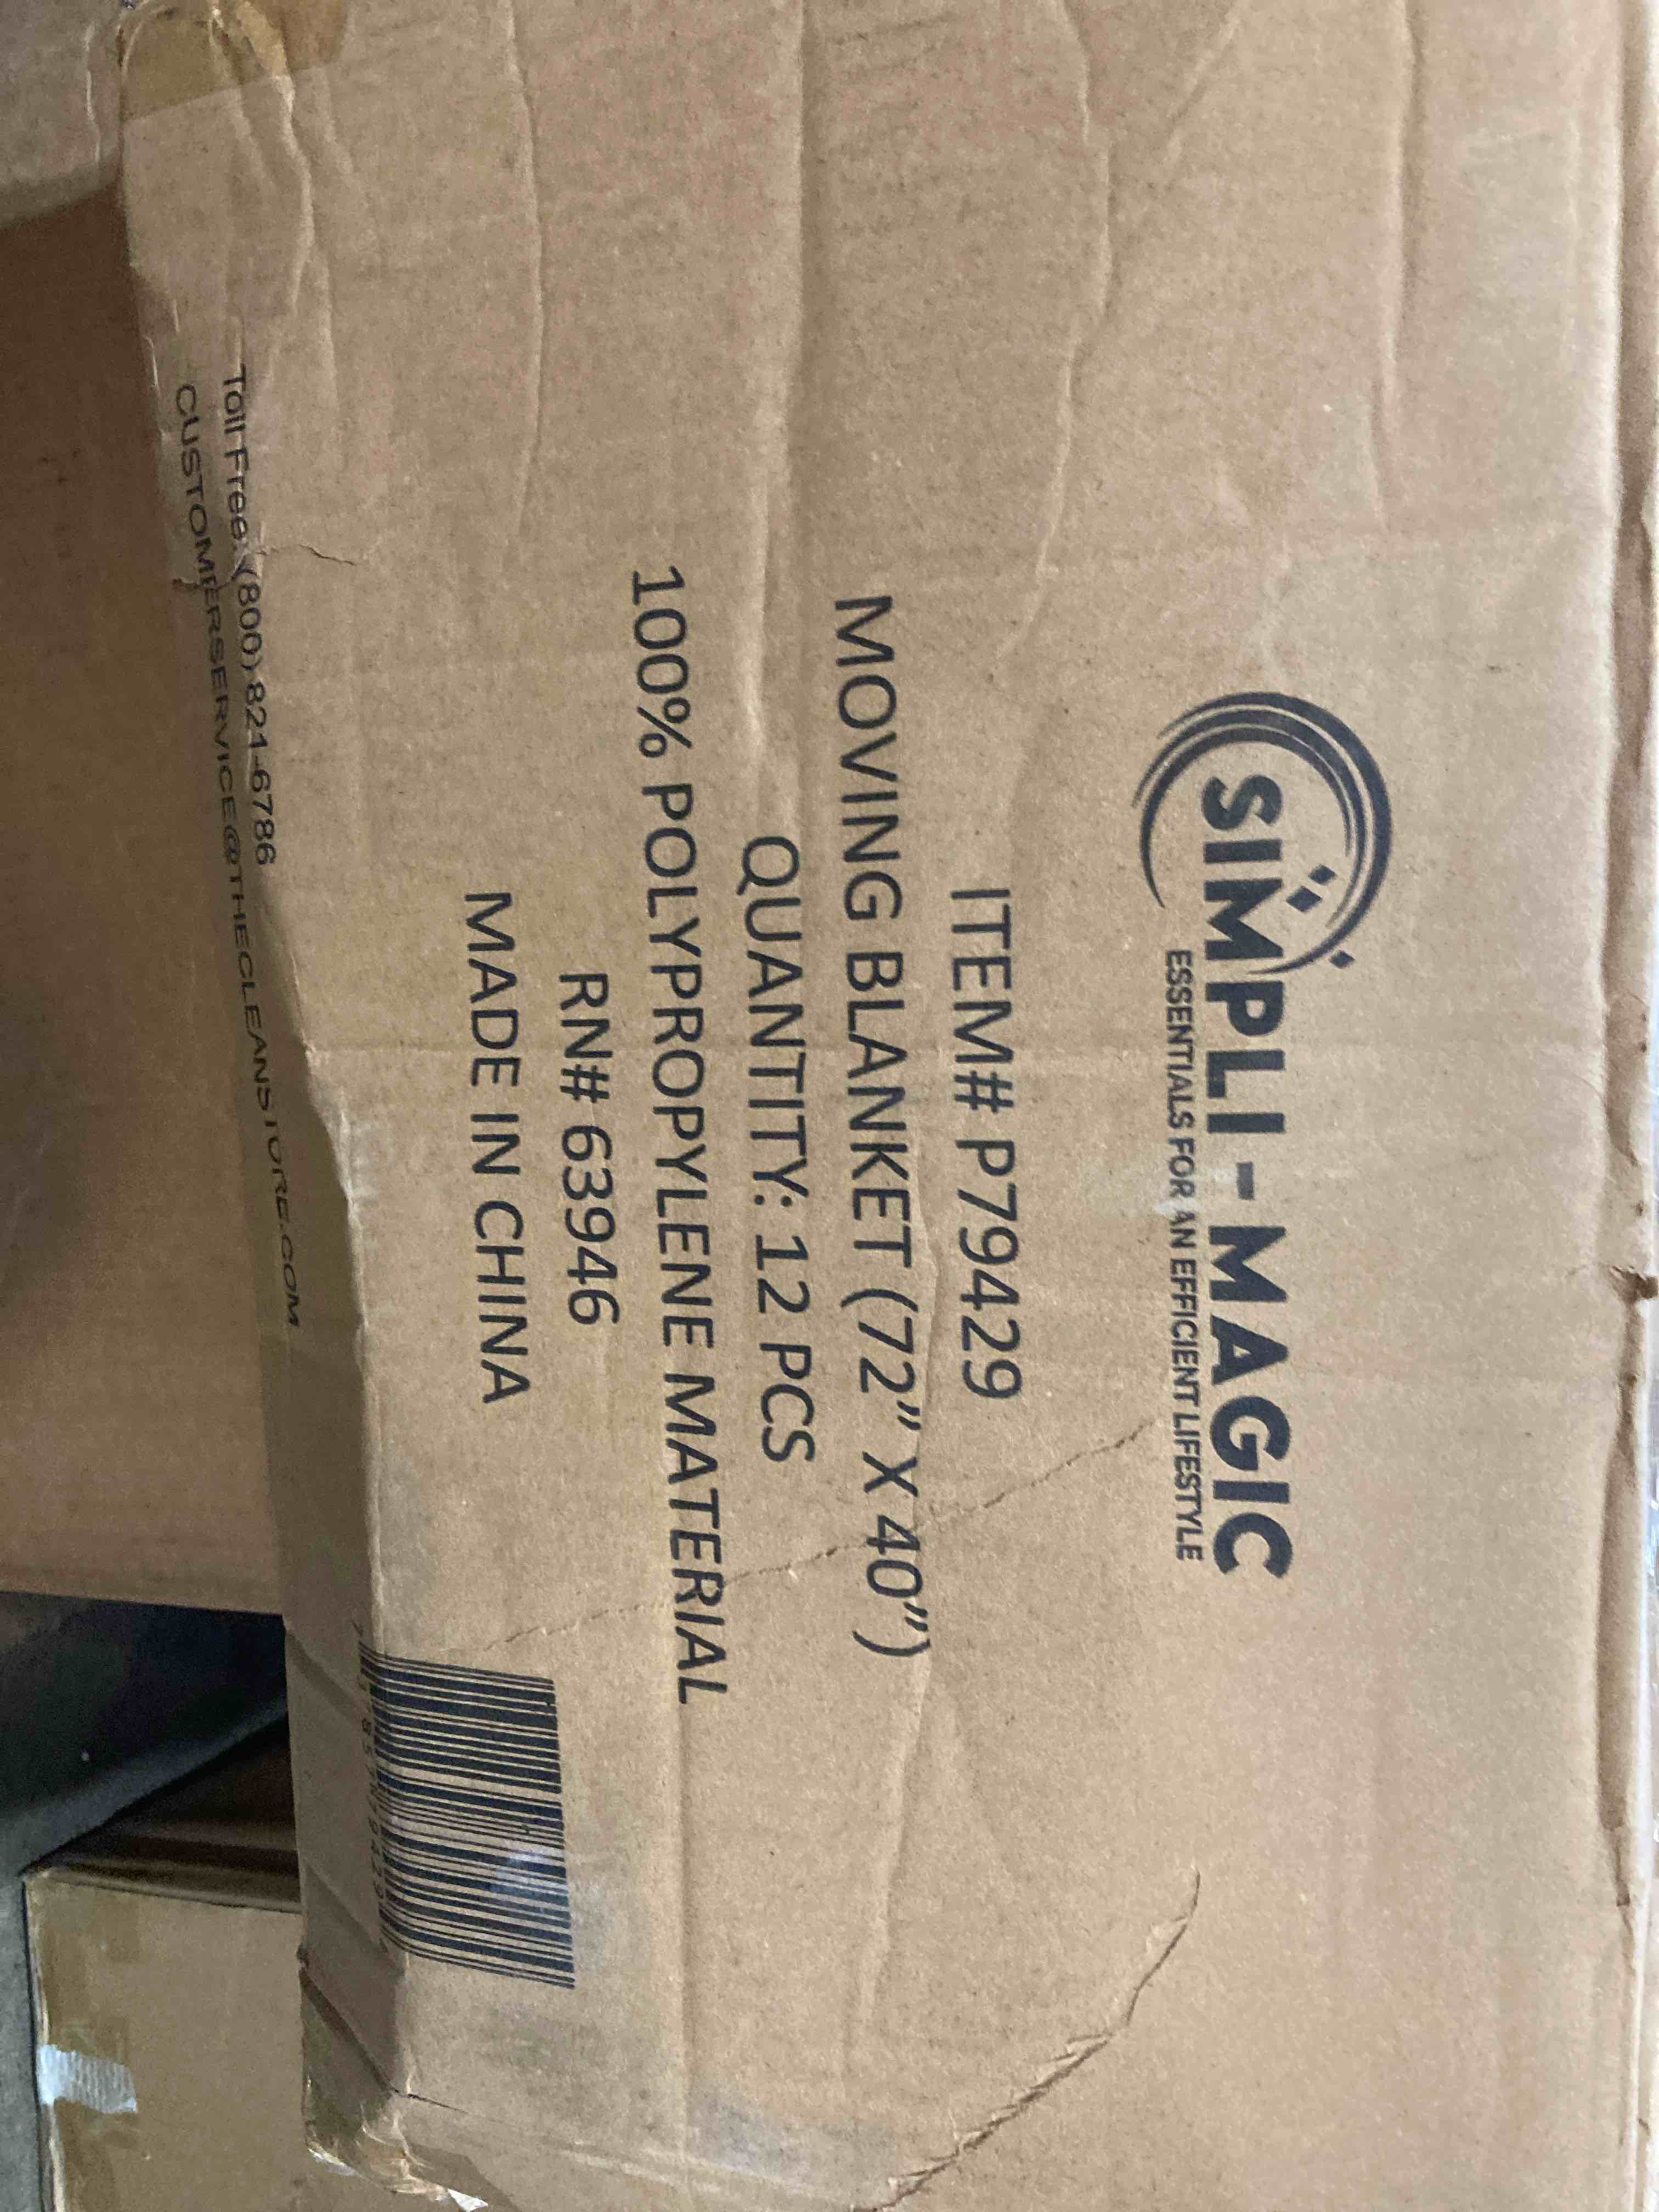 SIMPLI-MAGIC
ESSENTIALS FOR AN EFFICIENT LIFESTYLE
ITEM# P79429
MOVING BLANKET (72" X 40")
QUANTITY: 12 PCS
100% POLYPROPYLENE MATERIAL
RN# 63946
MADE IN CHINA
Toll Free: (800) 821-6786
CUSTOMERSERVICE@THECLEANSTORE.COM